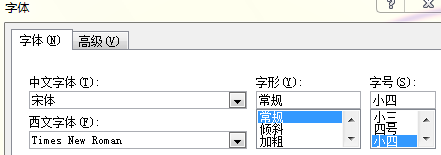 字体
字体(N) 高级(V)
中文字体(T): 字形(Y): 字号(S):
宋体 常规 小四
常规 小三
西文字体(F): 倾斜 四号
Times New Roman 加粗 小四